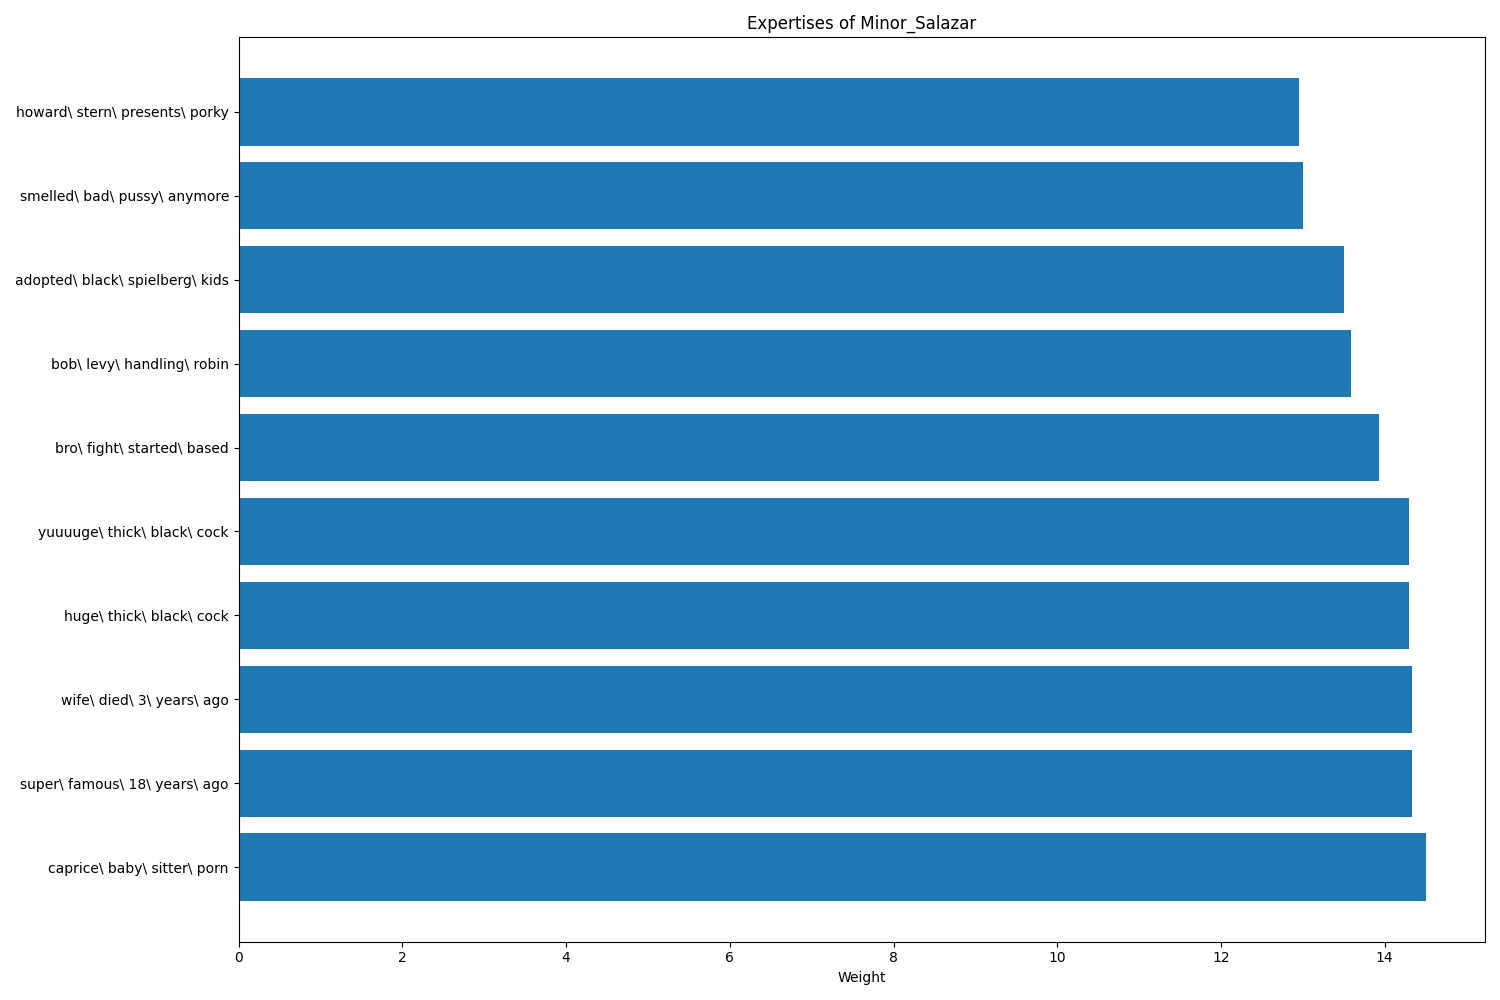 Expertises of Minor_Salazar
howard\ stern\ presents\ porky
smelled\ bad\ pussy\ anymore
adopted\ black\ spielberg\ kids
bob\ levy\ handling\ robin
bro\ fight\ started\ based
yuuuuge\ thick\ black\ cock
huge\ thick\ black\ cock
wife\ died\ 3\ years\ ago
super\ famous\ 18\ years\ ago
caprice\ baby\ sitter\ porn
0 2 4 6 8 10 12 14
Weight